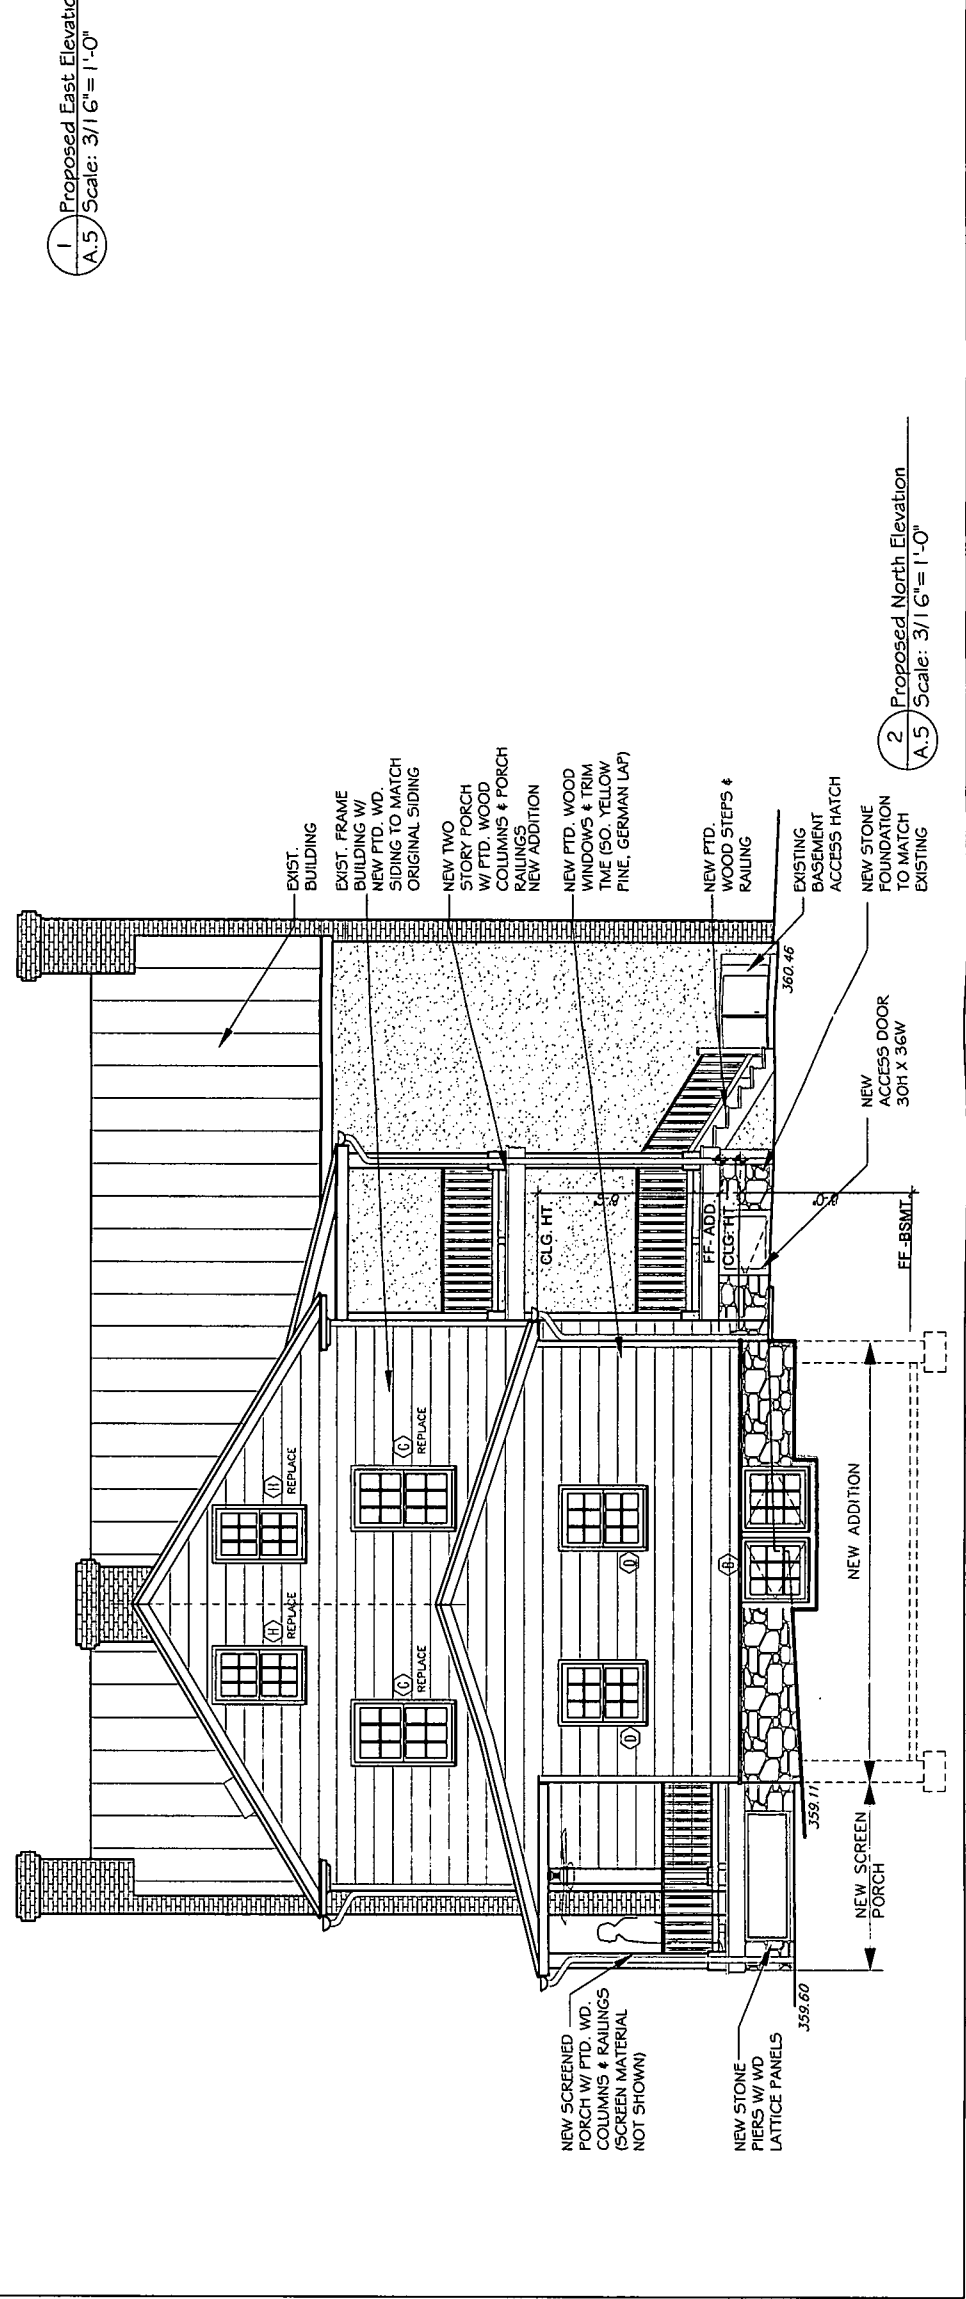 1
A.5
Proposed East Elevatio
Scale: 3/16"=1'-0"
EXIST.
BUILDING
EXIST. FRAME
BUILDING W/
NEW PTD. WD.
SIDING TO MATCH
ORIGINAL SIDING
NEW TWO
STORY PORCH
W/ PTD. WOOD
COLUMNS & PORCH
RAILINGS
NEW ADDITION
NEW PTD. WOOD
WINDOWS & TRIM
TME (SO. YELLOW
PINE, GERMAN LAP)
NEW PTD.
WOOD STEPS &
RAILING
EXISTING
BASEMENT
ACCESS HATCH
NEW STONE
FOUNDATION
TO MATCH
EXISTING
NEW
ACCESS DOOR
30H X 36W
360.46
H
REPLACE
H
REPLACE
G
REPLACE
G
REPLACE
D
B
CLG. HT.
FF- ADD.
CLG. HT.
FF.-BSMT.
NEW ADDITION
NEW SCREEN
PORCH
359.11
359.60
NEW SCREENED
PORCH W/ PTD. WD.
COLUMNS & RAILINGS
(SCREEN MATERIAL
NOT SHOWN)
NEW STONE
PIERS W/ WD
LATTICE PANELS
2
A.5
Proposed North Elevation
Scale: 3/16"=1'-0"